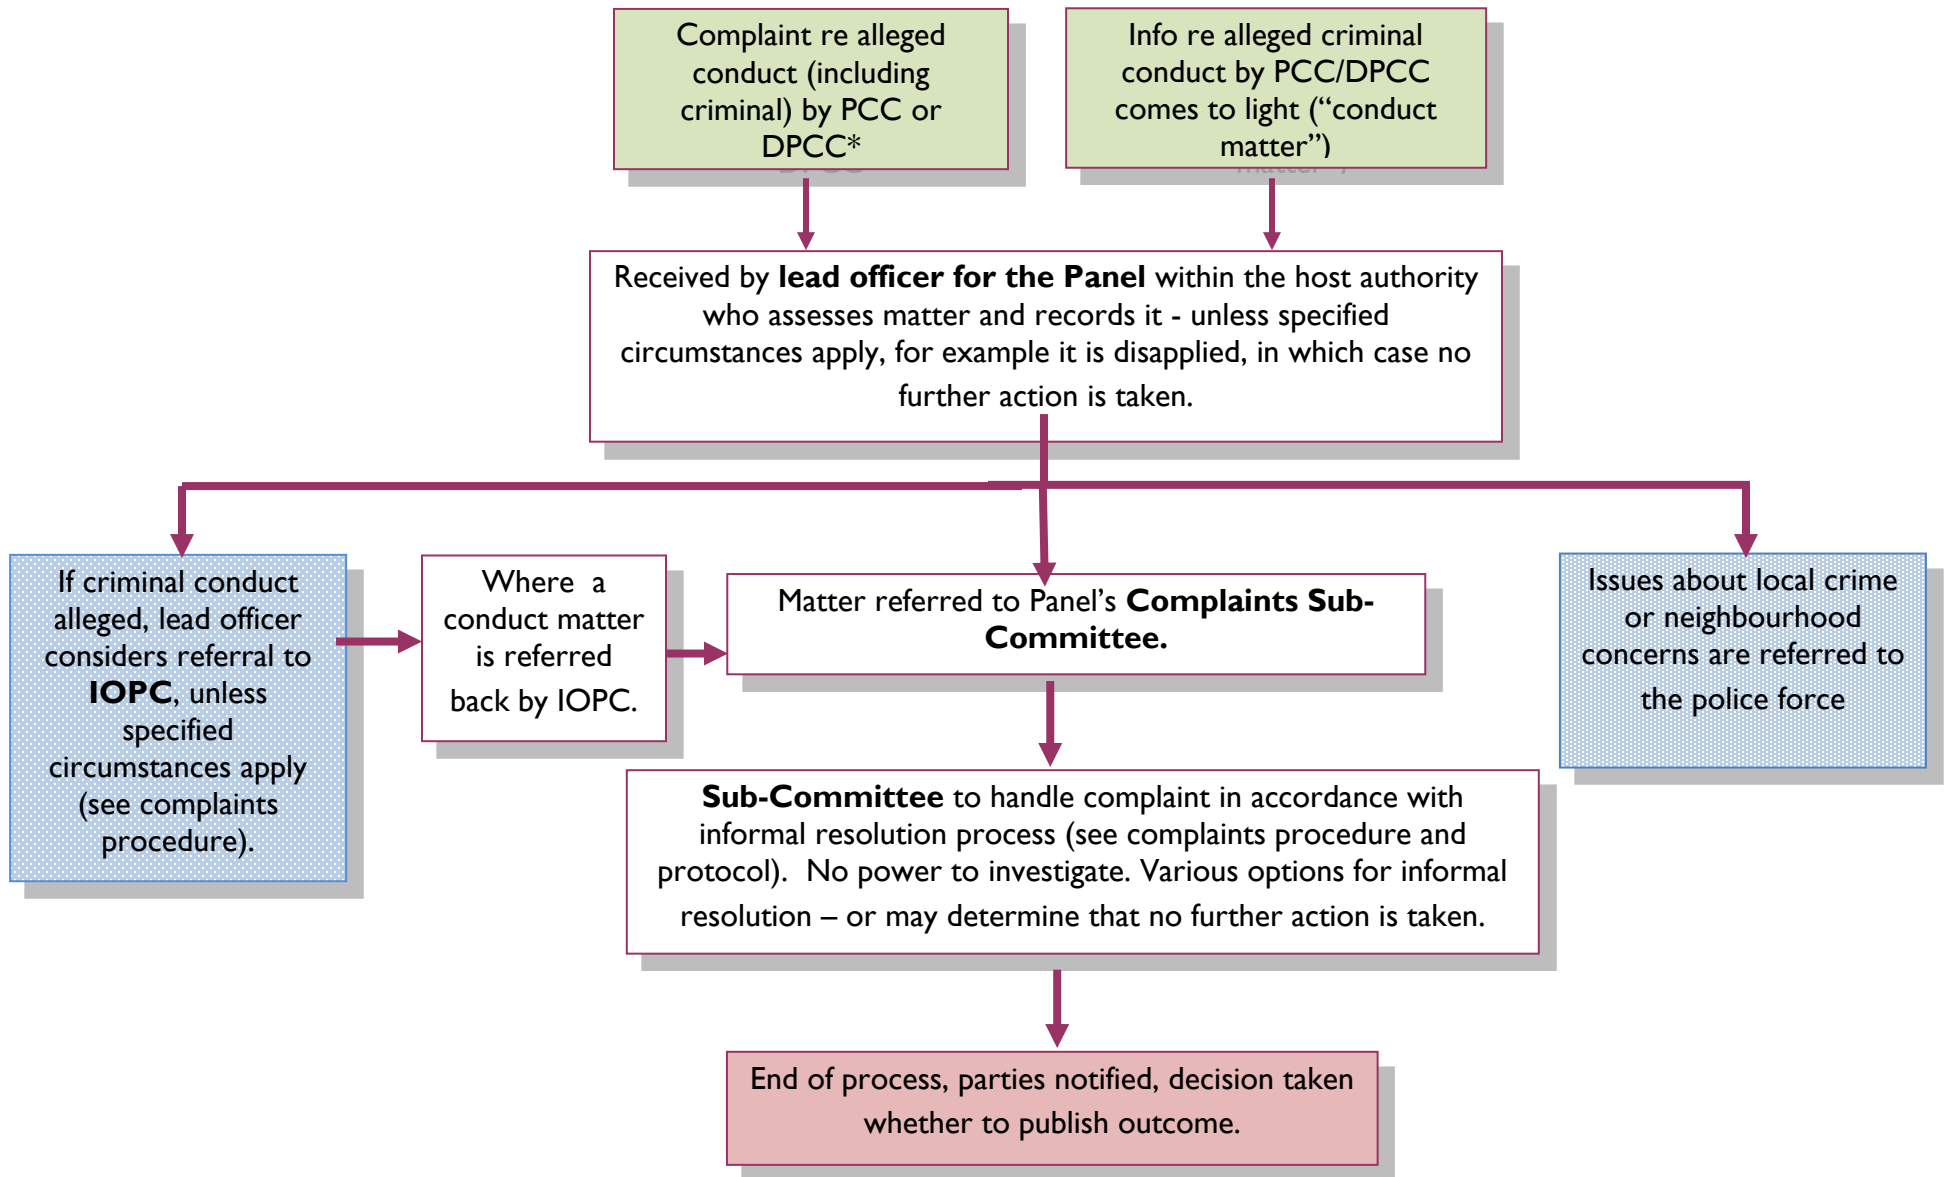 Complaint re alleged
conduct (including
criminal) by PCC or
DPCC*
Info re alleged criminal
conduct by PCC/DPCC
comes to light (“conduct
matter”)
Received by lead officer for the Panel within the host authority
who assesses matter and records it - unless specified
circumstances apply, for example it is disapplied, in which case no
further action is taken.
If criminal conduct
alleged, lead officer
considers referral to
IOPC, unless
specified
circumstances apply
(see complaints
procedure).
Where a
conduct matter
is referred
back by IOPC.
Matter referred to Panel’s Complaints Sub-
Committee.
Issues about local crime
or neighbourhood
concerns are referred to
the police force
Sub-Committee to handle complaint in accordance with
informal resolution process (see complaints procedure and
protocol). No power to investigate. Various options for informal
resolution – or may determine that no further action is taken.
End of process, parties notified, decision taken
whether to publish outcome.